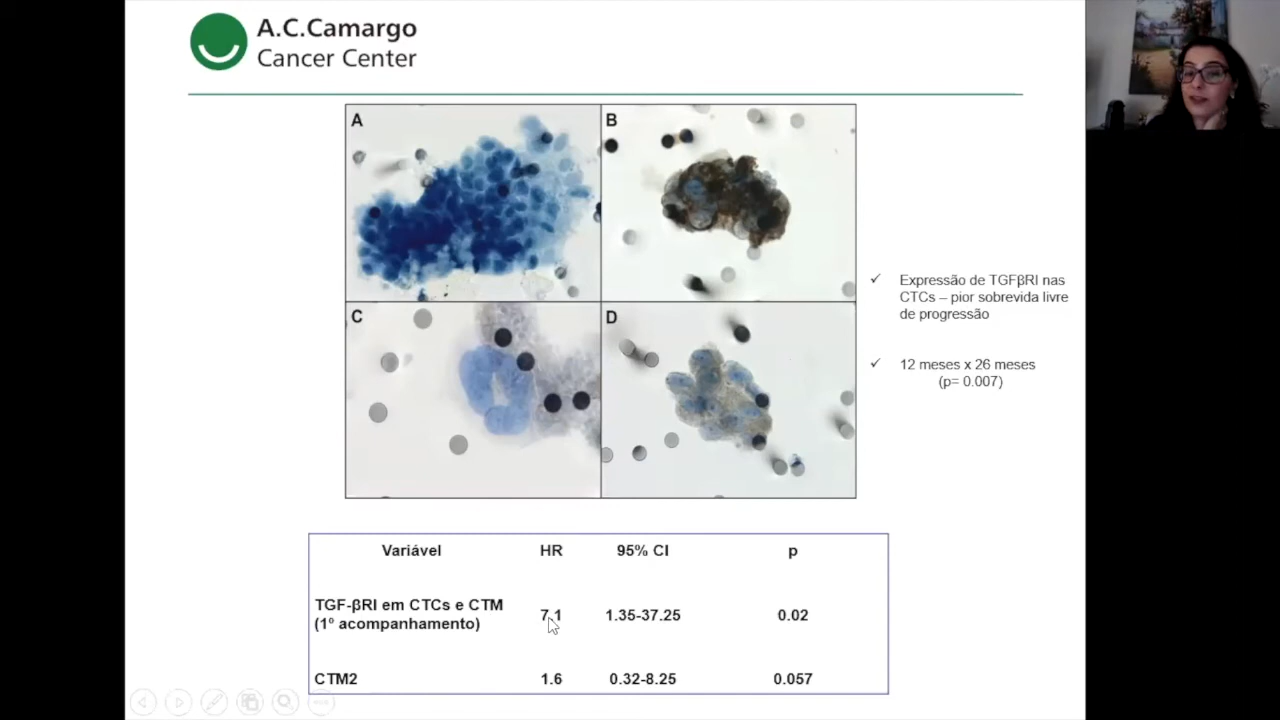 A.C.Camargo
Cancer Center
A
B
C
D
✓ Expressão de TGFβRI nas
CTCs – pior sobrevida livre
de progressão
✓ 12 meses x 26 meses
(p= 0.007)
Variável HR 95% CI p
TGF-βRI em CTCs e CTM
(1º acompanhamento) 7.1 1.35-37.25 0.02
CTM2 1.6 0.32-8.25 0.057